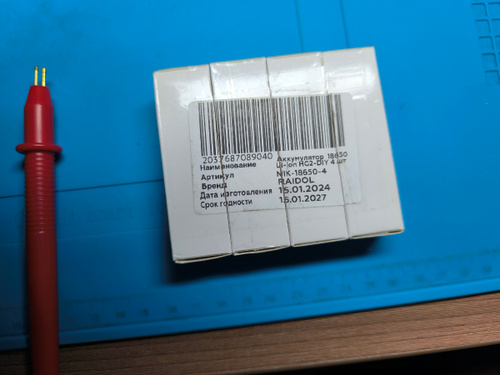 2037687089040
Наименование Аккумулятор 18650
Li-ion HG2-DIY 4 шт
Артикул NIK-18650-4
Бренд RAIDOL
Дата изготовления 15.01.2024
Срок годности 15.01.2027